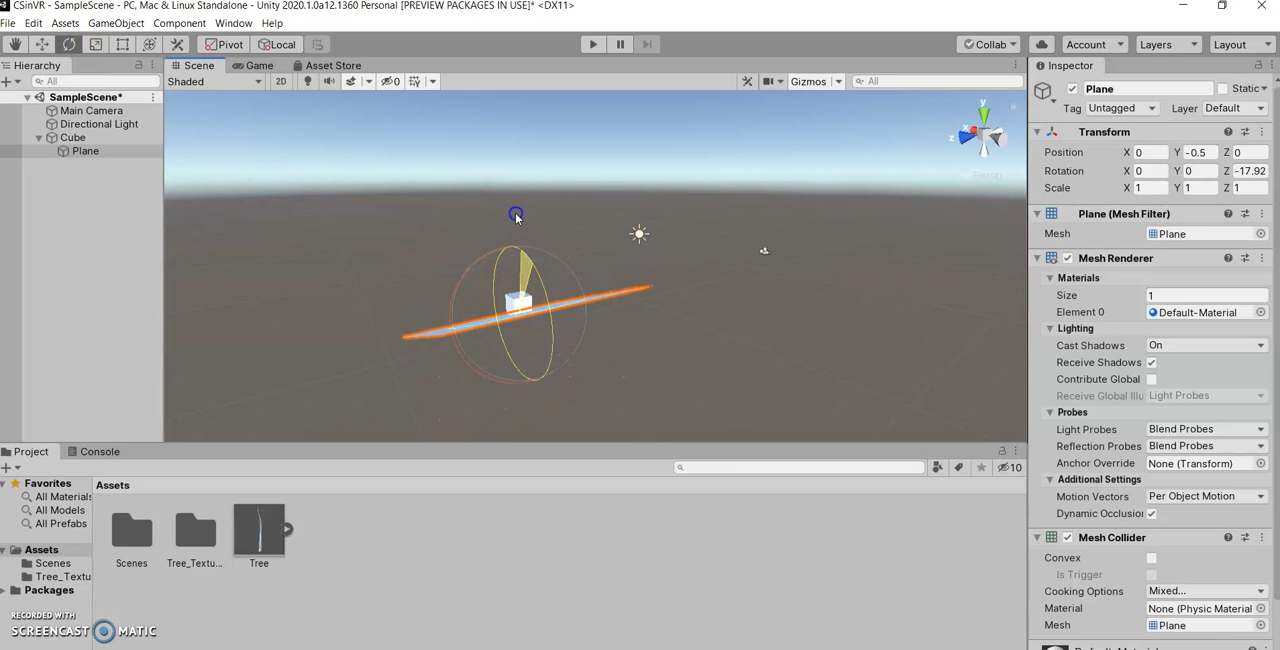 CSinVR - SampleScene - PC, Mac & Linux Standalone - Unity 2020.1.0a12.1360 Personal [PREVIEW PACKAGES IN USE]* <DX11>
File Edit Assets GameObject Component Window Help
Pivot Local Collab Account Layers Layout
Hierarchy
All
SampleScene*
Main Camera
Directional Light
Cube
Plane
Scene Game Asset Store
Shaded 2D 0 Gizmos All
y
x
z
Persp
Inspector
Plane Static
Tag Untagged Layer Default
Transform
Position X 0 Y -0.5 Z 0
Rotation X 0 Y 0 Z -17.92
Scale X 1 Y 1 Z 1
Plane (Mesh Filter)
Mesh Plane
Mesh Renderer
Materials
Size 1
Element 0 Default-Material
Lighting
Cast Shadows On
Receive Shadows
Contribute Global
Receive Global Illu Light Probes
Probes
Light Probes Blend Probes
Reflection Probes Blend Probes
Anchor Override None (Transform)
Additional Settings
Motion Vectors Per Object Motion
Dynamic Occlusion
Mesh Collider
Convex
Is Trigger
Cooking Options Mixed...
Material None (Physic Material
Mesh Plane
Project Console
10
Favorites
All Materials
All Models
All Prefabs
Assets
Scenes
Tree_Textu
Packages
Assets
Scenes Tree_Textu... Tree
RECORDED WITH
SCREENCAST MATIC